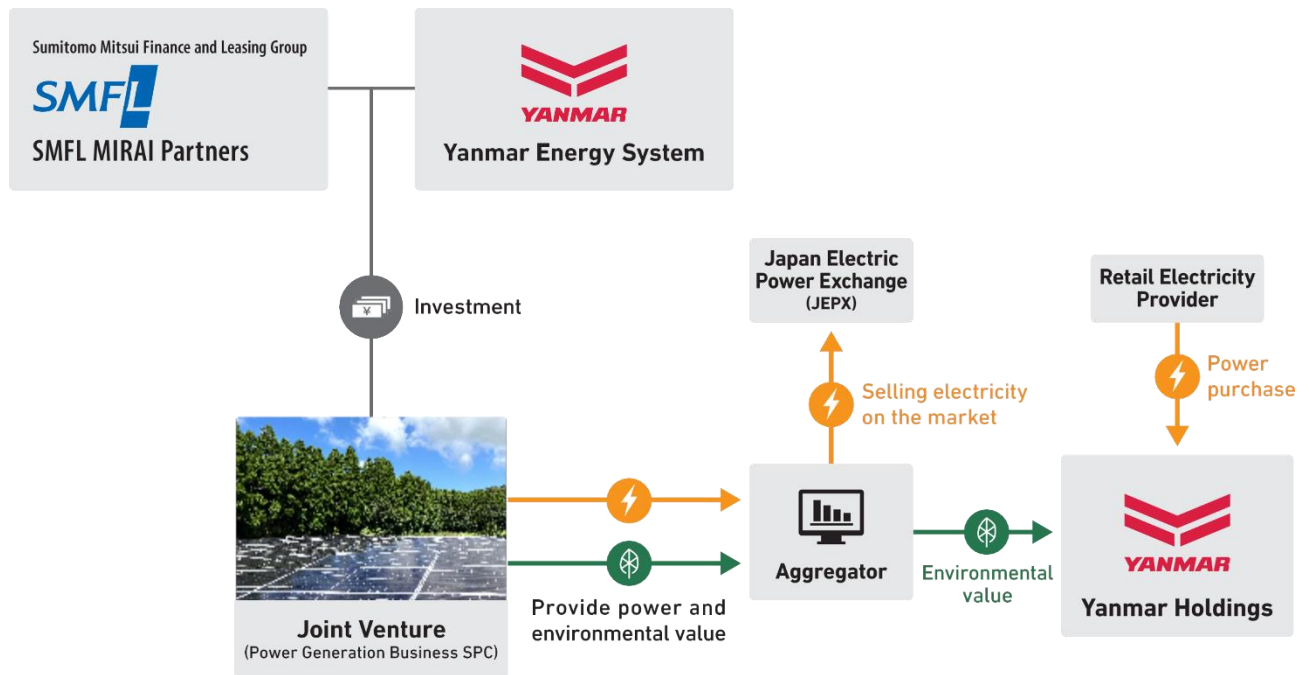 Sumitomo Mitsui Finance and Leasing Group
SMFL
SMFL MIRAI Partners
YANMAR
Yanmar Energy System
Investment
Japan Electric
Power Exchange
(JEPX)
Retail Electricity
Provider
Selling electricity
on the market
Power
purchase
¥
Joint Venture
(Power Generation Business SPC)
Provide power and
environmental value
Aggregator
Environmental
value
YANMAR
Yanmar Holdings